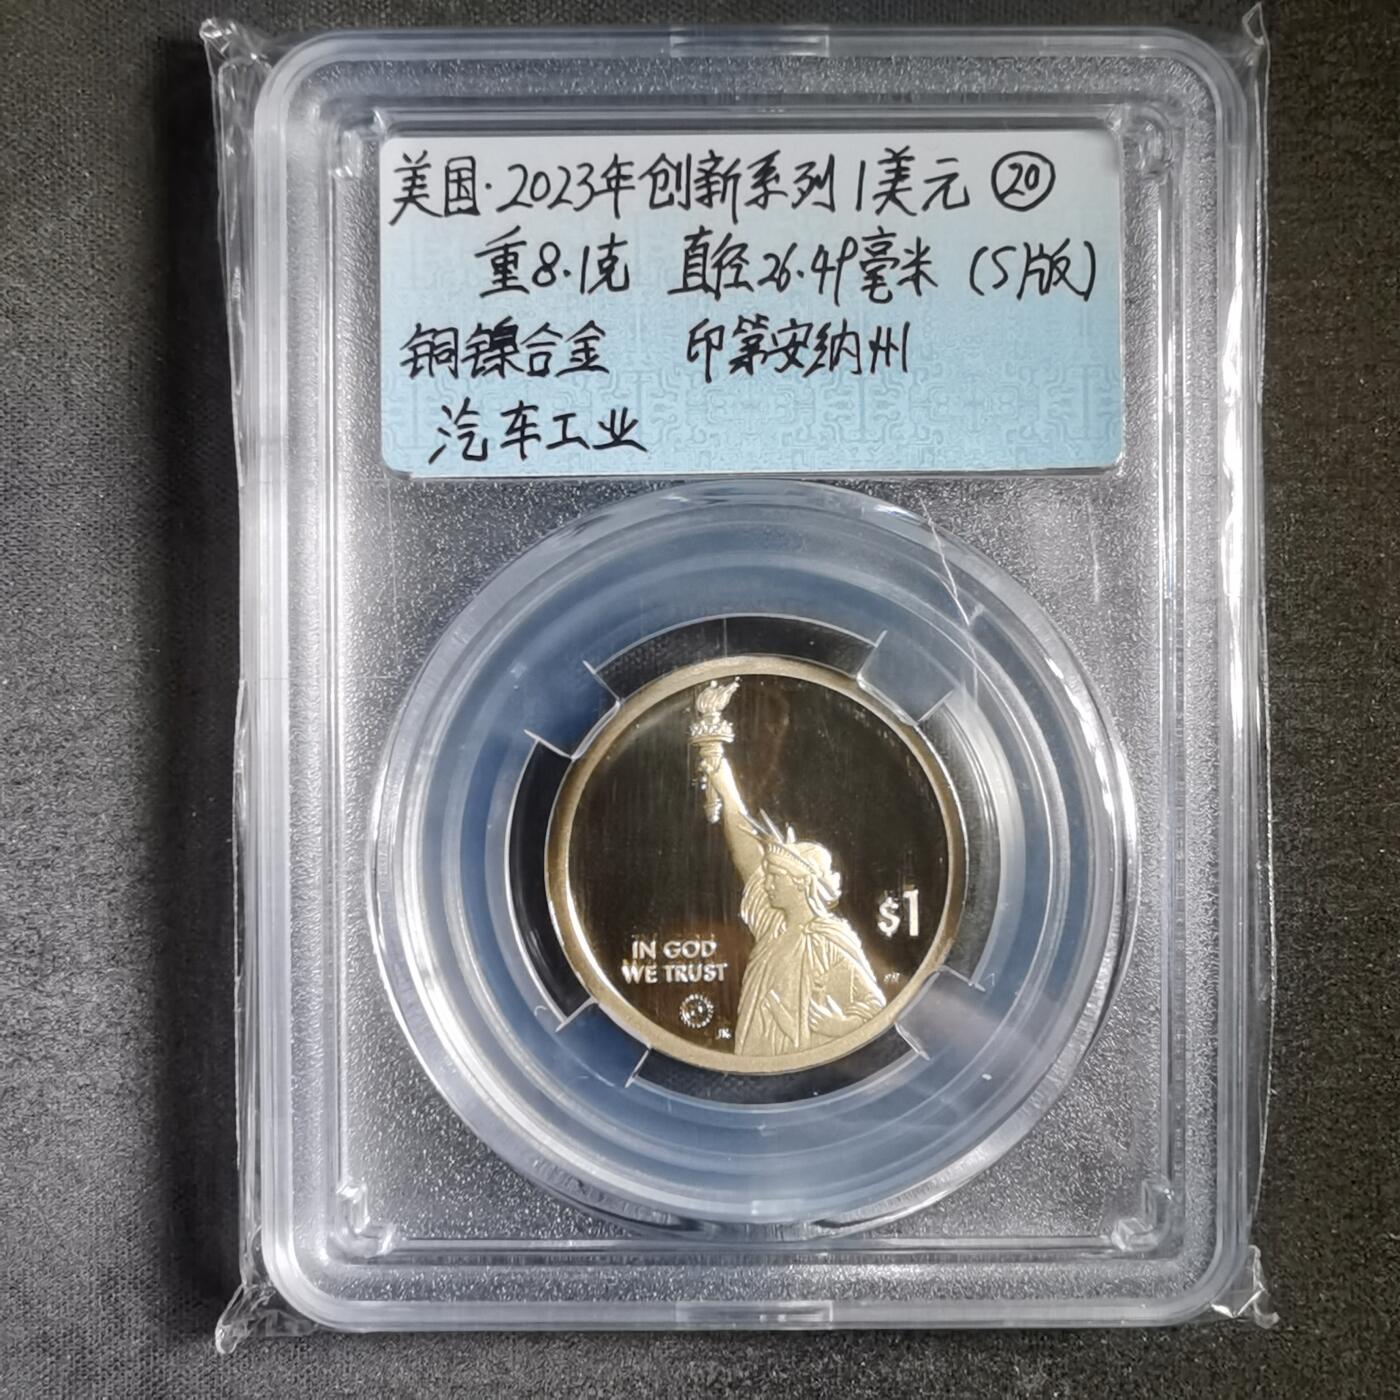 美国·2023年创新系列1美元⑳
重8.1克 直径26.49毫米(S版)
铜镍合金 印第安纳州
汽车工业
$1
IN GOD
WE TRUST